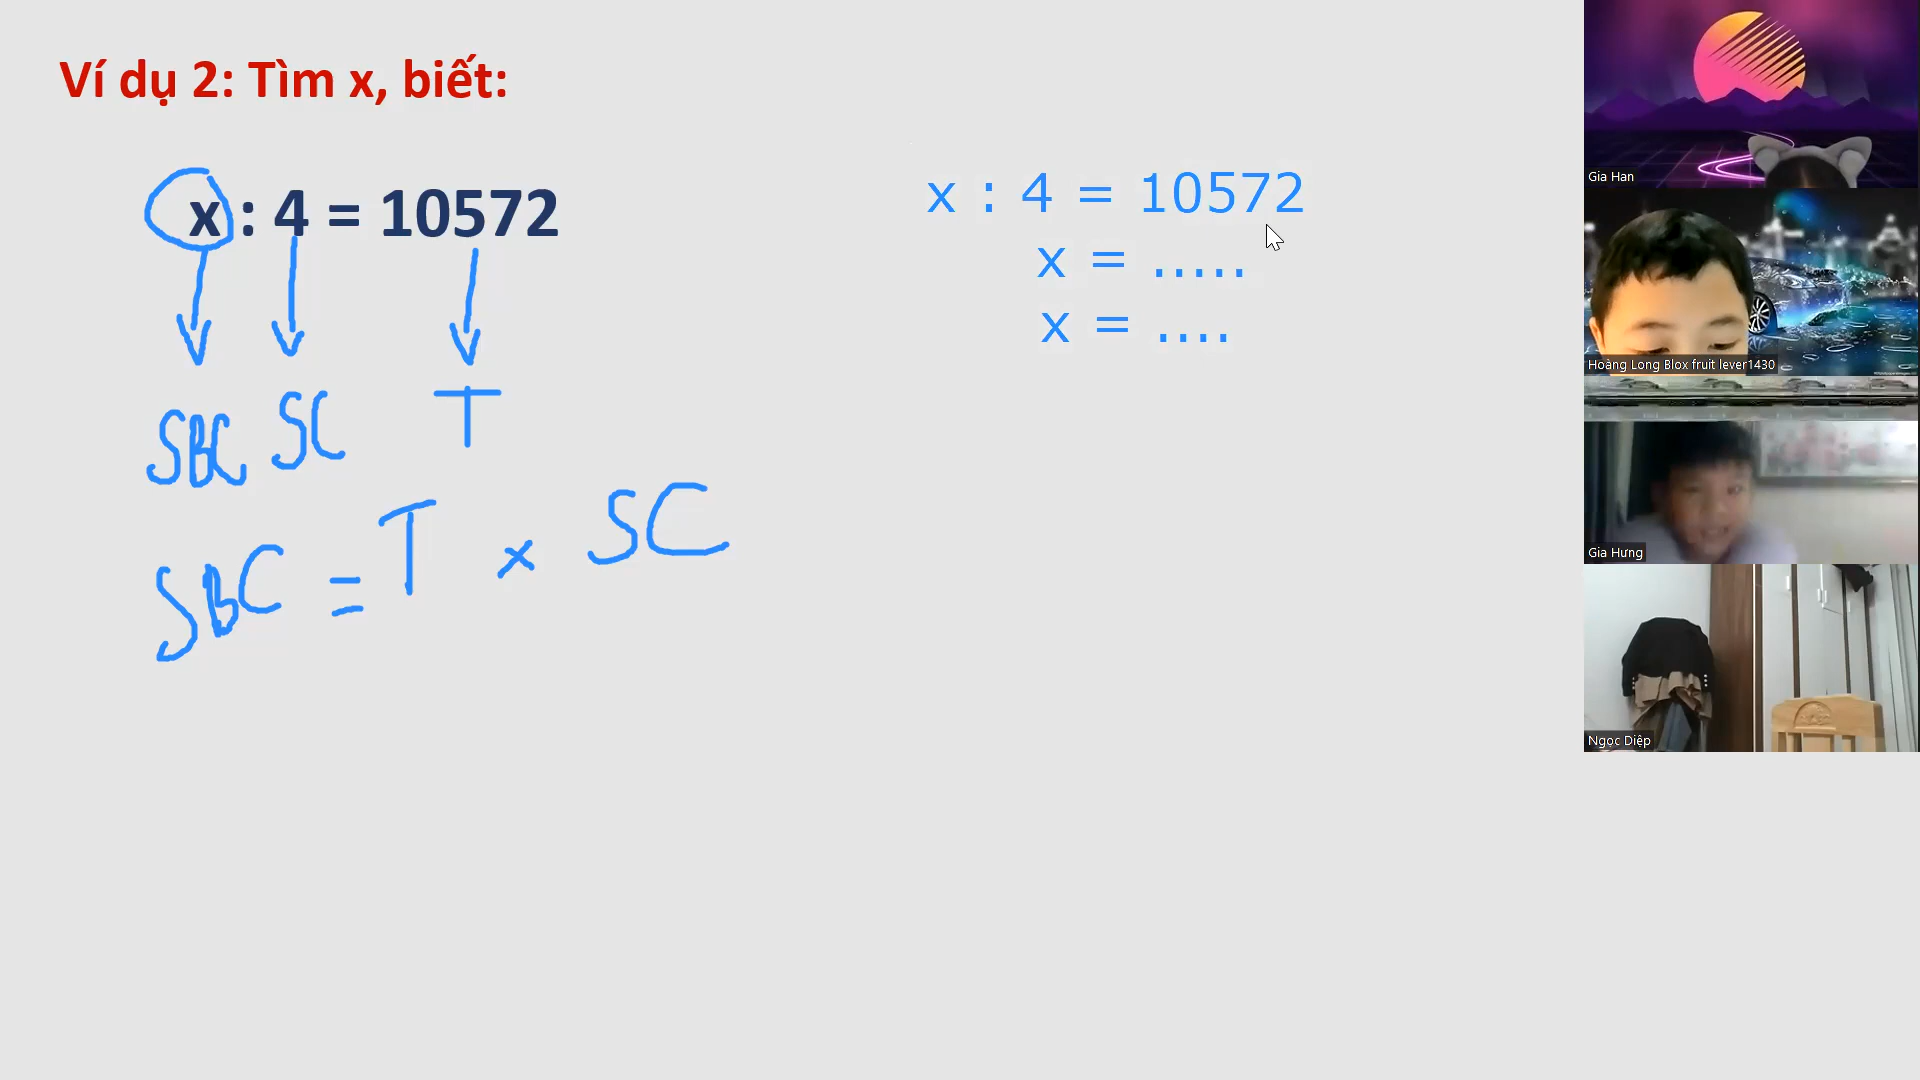 Ví dụ 2: Tìm x, biết:
x : 4 = 10572
SBC SC T
SBC = T x SC
x : 4 = 10572
x = .....
x = ....
Gia Han
Hoàng Long Blox fruit lever1430
Gia Hưng
Ngọc Diệp